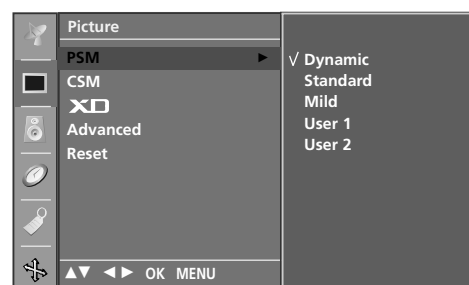 Picture
PSM ►
CSM
XD
Advanced
Reset
▲▼ ◄► OK MENU
√ Dynamic
Standard
Mild
User 1
User 2